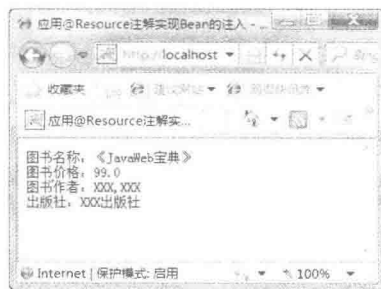 应用@Resource注解实现Bean的注入 - ...
localhost
收藏夹
应用@Resource注解实...
图书名称：《JavaWeb宝典》
图书价格：99.0
图书作者：XXX,XXX
出版社：XXX出版社
Internet | 保护模式: 启用
100%